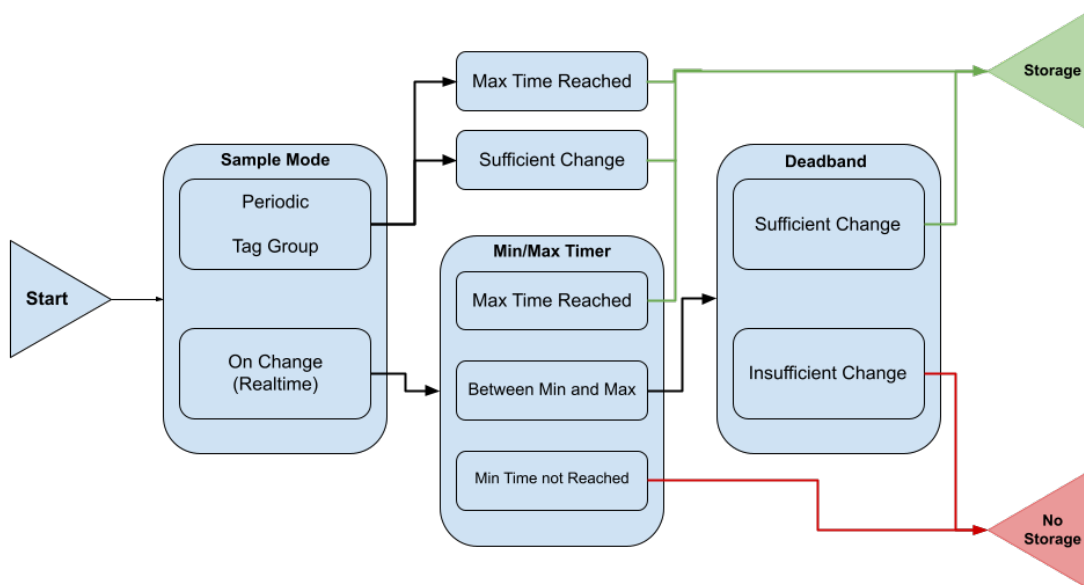 Start
Sample Mode
Periodic
Tag Group
On Change
(Realtime)
Max Time Reached
Sufficient Change
Min/Max Timer
Max Time Reached
Between Min and Max
Min Time not Reached
Deadband
Sufficient Change
Insufficient Change
Storage
No
Storage